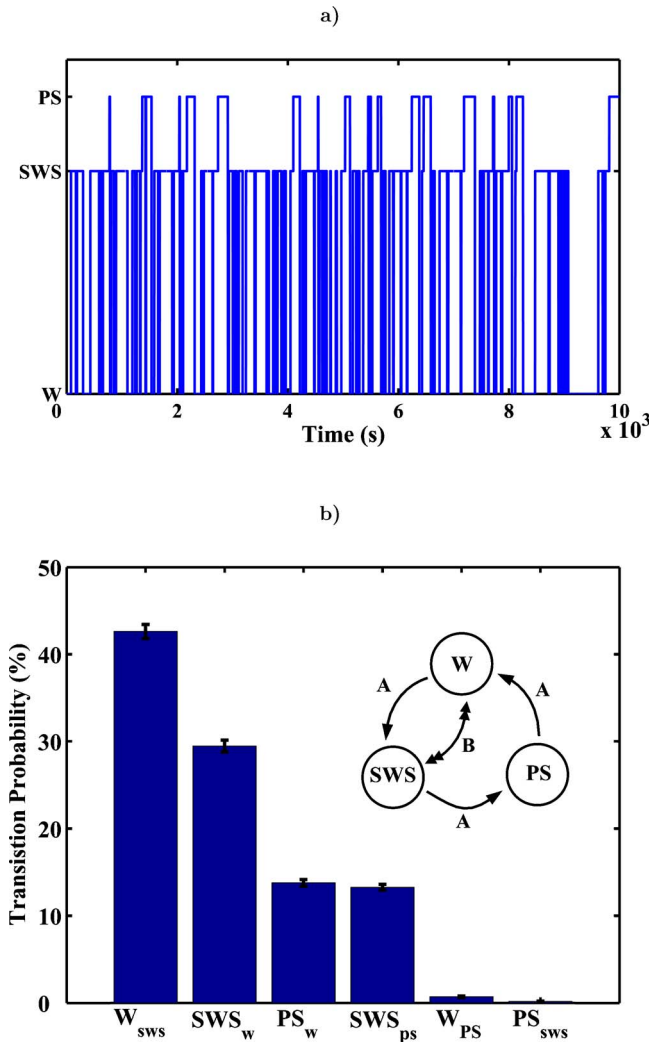 a)
PS
SWS
W
0 2 4 6 8 10
x 10³
Time (s)
b)
50
40
30
20
10
0
Transistion Probability (%)
W
A A
B
SWS PS
A
W_sws SWS_w PS_w SWS_ps W_PS PS_sws